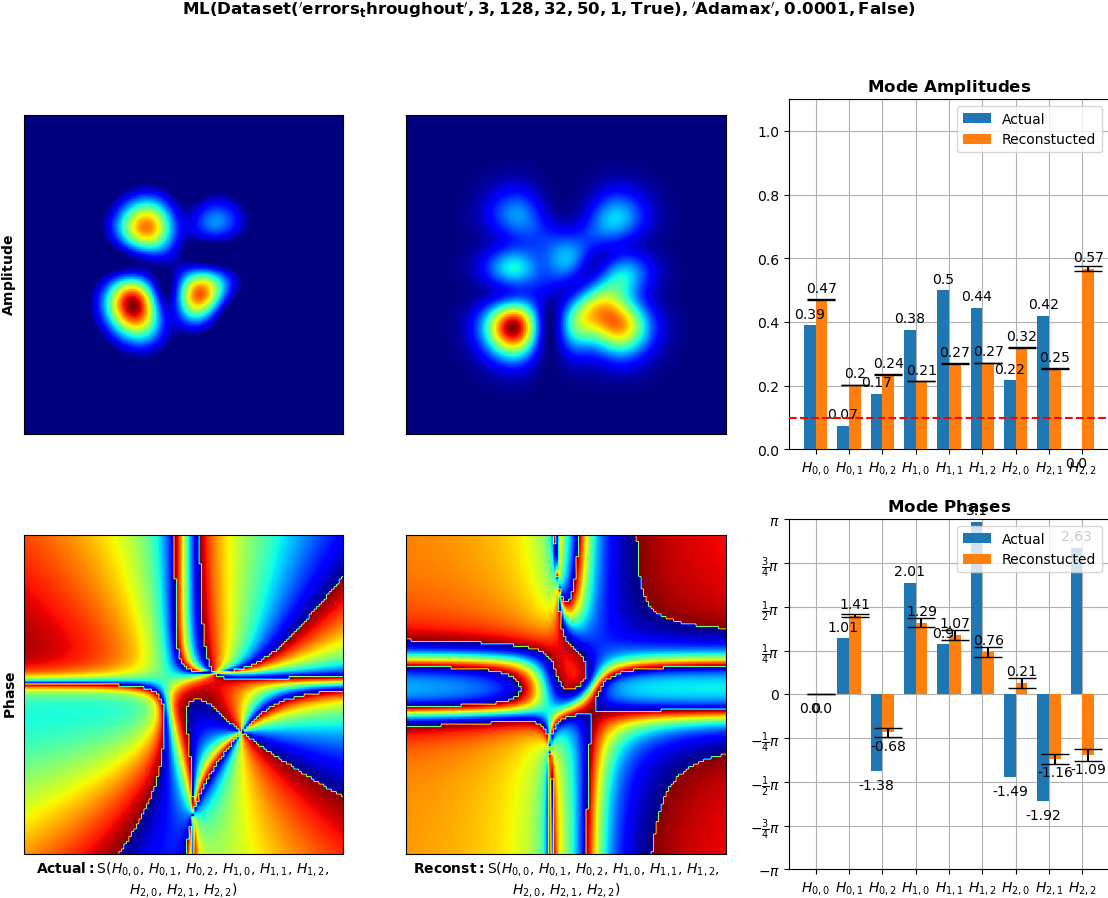 ML(Dataset('errors_throughout', 3, 128, 32, 50, 1, True), 'Adamax', 0.0001, False)
Amplitude
Mode Amplitudes
Actual
Reconstucted
1.0
0.8
0.6
0.4
0.2
0.0
0.39
0.07
0.17
0.38
0.5
0.44
0.22
0.42
0.0
0.47
0.2
0.24
0.21
0.27
0.27
0.32
0.25
0.57
H0,0 H0,1 H0,2 H1,0 H1,1 H1,2 H2,0 H2,1 H2,2
Phase
Actual: S(H0,0, H0,1, H0,2, H1,0, H1,1, H1,2,
H2,0, H2,1, H2,2)
Reconst: S(H0,0, H0,1, H0,2, H1,0, H1,1, H1,2,
H2,0, H2,1, H2,2)
Mode Phases
Actual
Reconstucted
π
3/4π
1/2π
1/4π
0
−1/4π
−1/2π
−3/4π
−π
0.0
1.01
-1.38
2.01
3.1
-1.49
-1.92
2.63
0.0
1.41
-0.68
1.29
1.07
0.76
0.21
-1.16
-1.09
H0,0 H0,1 H0,2 H1,0 H1,1 H1,2 H2,0 H2,1 H2,2